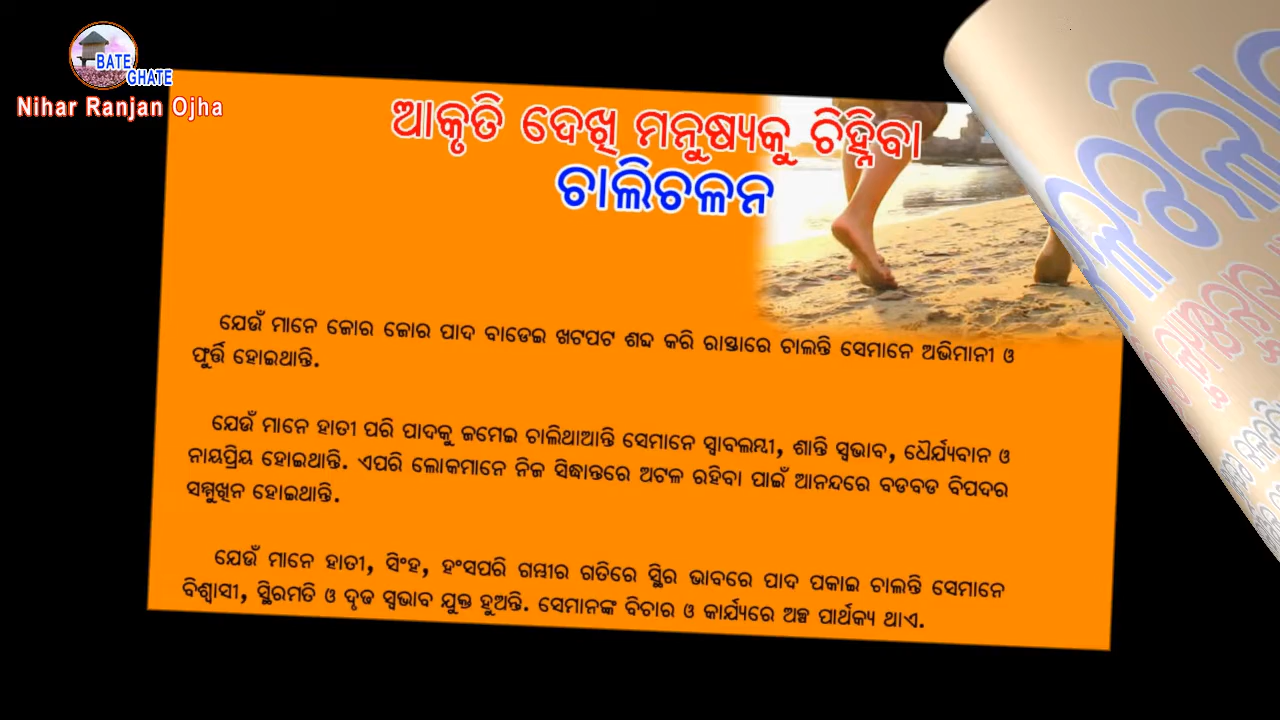 BATE
GHATE
Nihar Ranjan Ojha
ଆକୃତି ଦେଖି ମନୁଷ୍ୟକୁ ଚିହ୍ନିବା
ଚାଲିଚଳନ
ଯେଉଁ ମାନେ ଜୋର ଜୋର ପାଦ ବାଡେଇ ଖଟପଟ ଶବ୍ଦ କରି ରାସ୍ତାରେ ଚାଲନ୍ତି ସେମାନେ ଅଭିମାନୀ ଓ
ଫୁର୍ତ୍ତି ହୋଇଥାନ୍ତି.
ଯେଉଁ ମାନେ ହାତୀ ପରି ପାଦକୁ ଜମେଇ ଚାଲିଥାଆନ୍ତି ସେମାନେ ସ୍ୱାବଲମ୍ବୀ, ଶାନ୍ତି ସ୍ୱଭାବ, ଧୈର୍ଯ୍ୟବାନ ଓ
ନାୟପ୍ରିୟ ହୋଇଥାନ୍ତି. ଏପରି ଲୋକମାନେ ନିଜ ସିଦ୍ଧାନ୍ତରେ ଅଟଳ ରହିବା ପାଇଁ ଆନନ୍ଦରେ ବଡବଡ ବିପଦର
ସମ୍ମୁଖିନ ହୋଇଥାନ୍ତି.
ଯେଉଁ ମାନେ ହାତୀ, ସିଂହ, ହଂସପରି ଗମ୍ଭୀର ଗତିରେ ସ୍ଥିର ଭାବରେ ପାଦ ପକାଇ ଚାଲନ୍ତି ସେମାନେ
ବିଶ୍ୱାସୀ, ସ୍ଥିରମତି ଓ ଦୃଢ ସ୍ୱଭାବ ଯୁକ୍ତ ହୁଅନ୍ତି. ସେମାନଙ୍କ ବିଚାର ଓ କାର୍ଯ୍ୟରେ ଅଳ୍ପ ପାର୍ଥକ୍ୟ ଥାଏ.